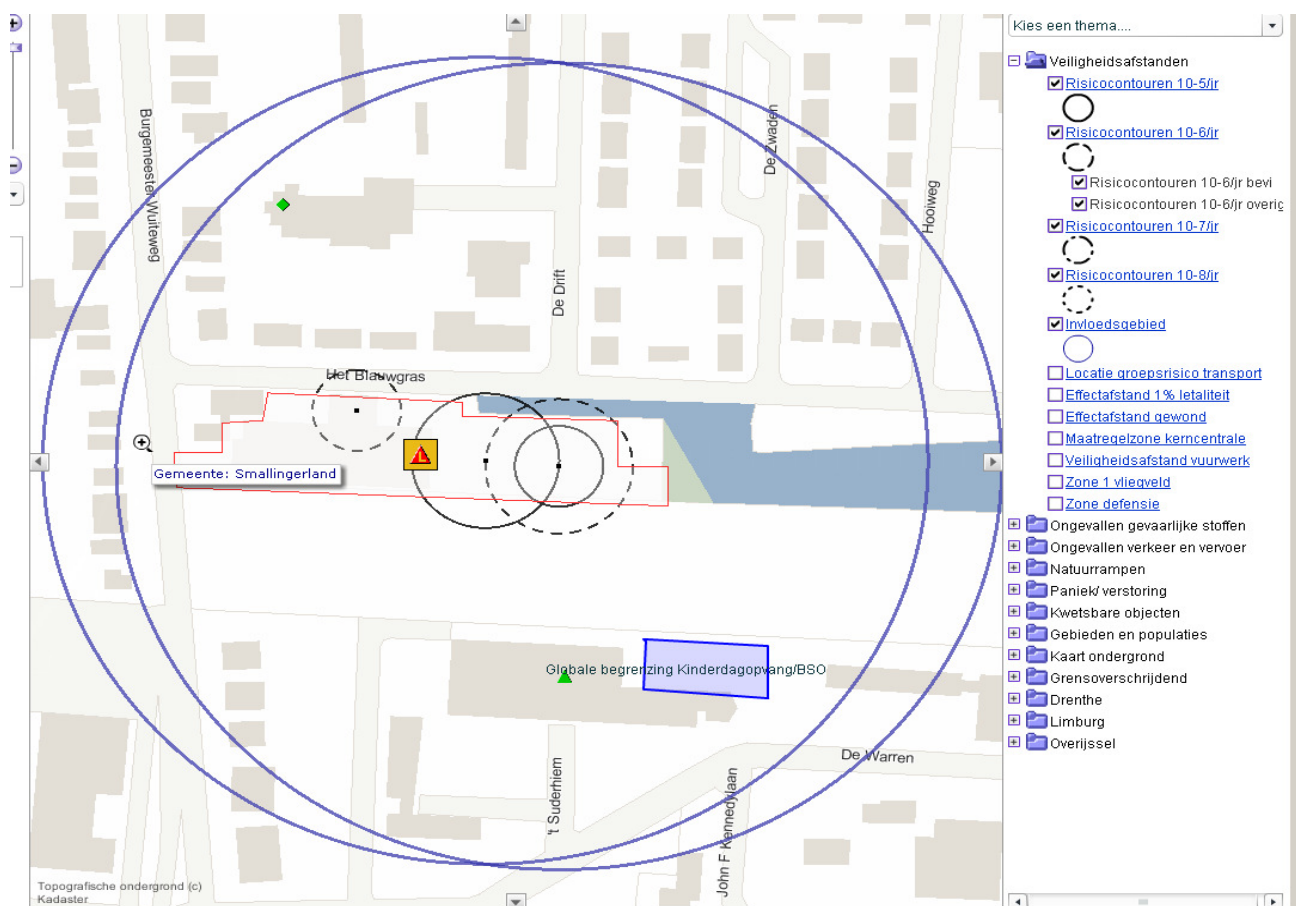 Burgemeester Wuiteweg
De Zwaden
Hooiweg
De Drift
Het Blauwgras
Gemeente: Smallingerland
Globale begrenzing Kinderdagopvang/BSO
De Warren
't Suderhiem
John F Kennedylaan
Topografische ondergrond (c)
Kadaster
Kies een thema....
Veiligheidsafstanden
Risicocontouren 10-5/jr
Risicocontouren 10-6/jr
Risicocontouren 10-6/jr bevi
Risicocontouren 10-6/jr overig
Risicocontouren 10-7/jr
Risicocontouren 10-8/jr
Invloedsgebied
Locatie groepsrisico transport
Effectafstand 1% letaliteit
Effectafstand gewond
Maatregelzone kerncentrale
Veiligheidsafstand vuurwerk
Zone 1 vliegveld
Zone defensie
Ongevallen gevaarlijke stoffen
Ongevallen verkeer en vervoer
Natuurrampen
Paniek/ verstoring
Kwetsbare objecten
Gebieden en populaties
Kaart ondergrond
Grensoverschrijdend
Drenthe
Limburg
Overijssel